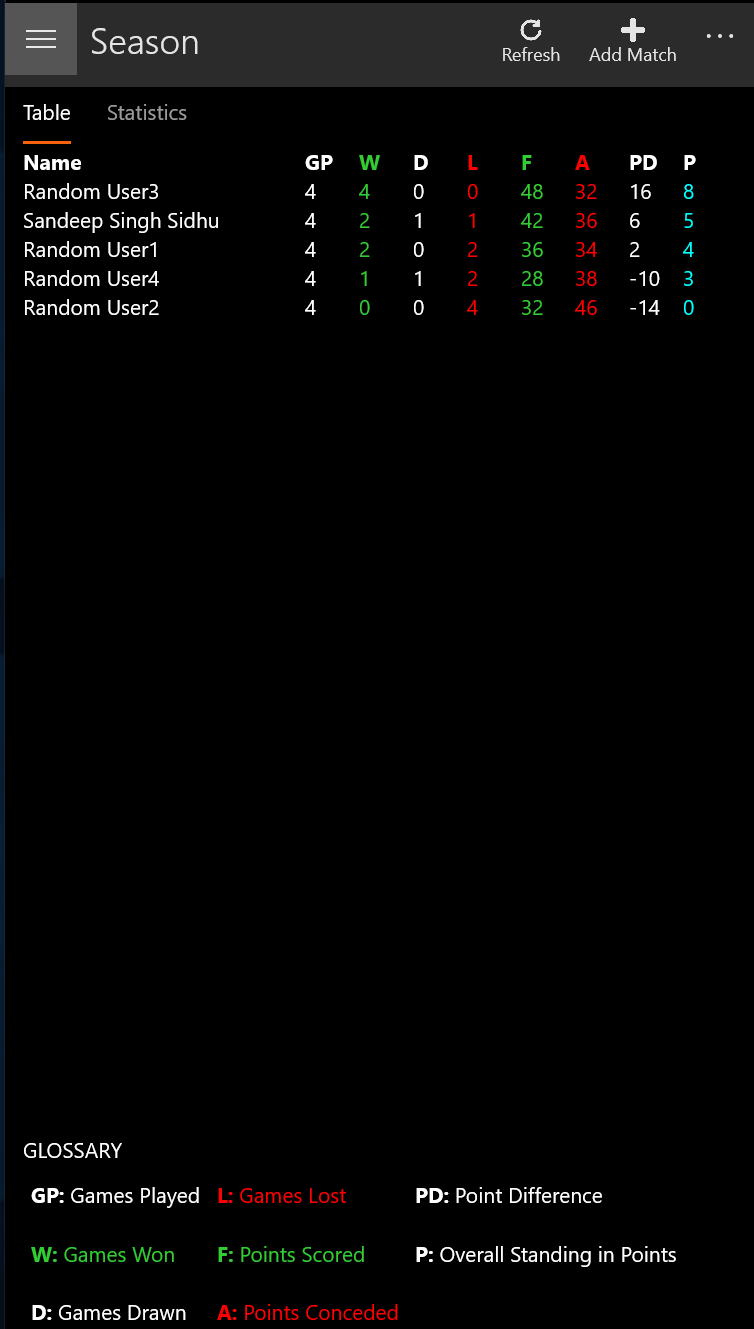 Season
Refresh Add Match
Table Statistics
Name GP W D L F A PD P
Random User3 4 4 0 0 48 32 16 8
Sandeep Singh Sidhu 4 2 1 1 42 36 6 5
Random User1 4 2 0 2 36 34 2 4
Random User4 4 1 1 2 28 38 -10 3
Random User2 4 0 0 4 32 46 -14 0
GLOSSARY
GP: Games Played L: Games Lost PD: Point Difference
W: Games Won F: Points Scored P: Overall Standing in Points
D: Games Drawn A: Points Conceded